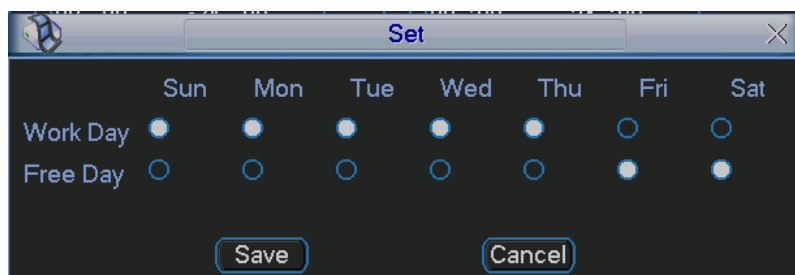 Set
Sun Mon Tue Wed Thu Fri Sat
Work Day
Free Day
Save Cancel